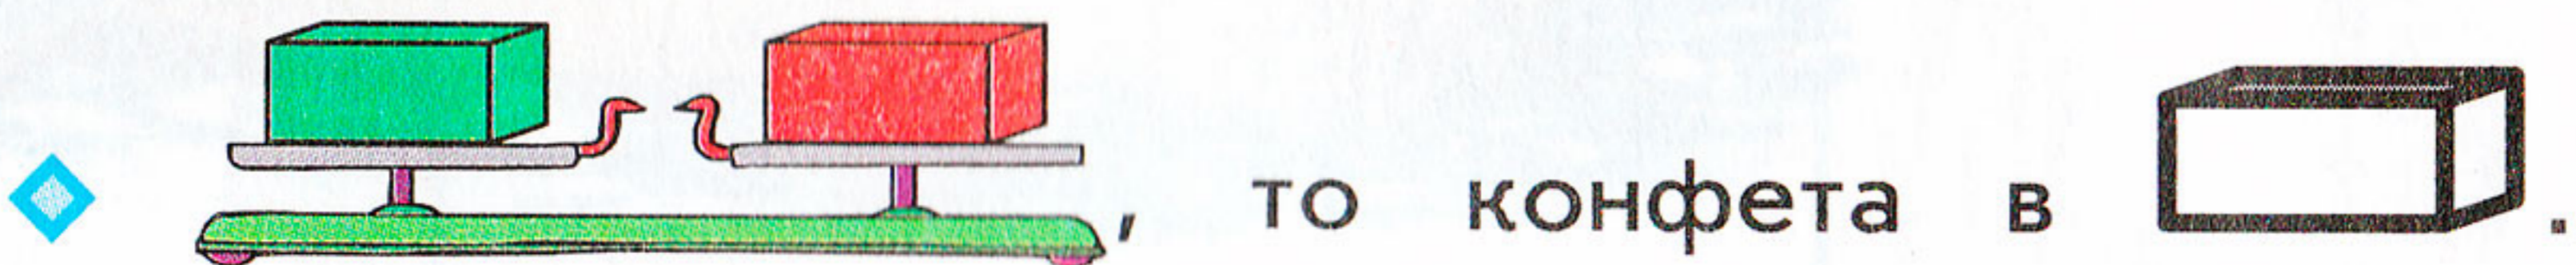 , то конфета в .